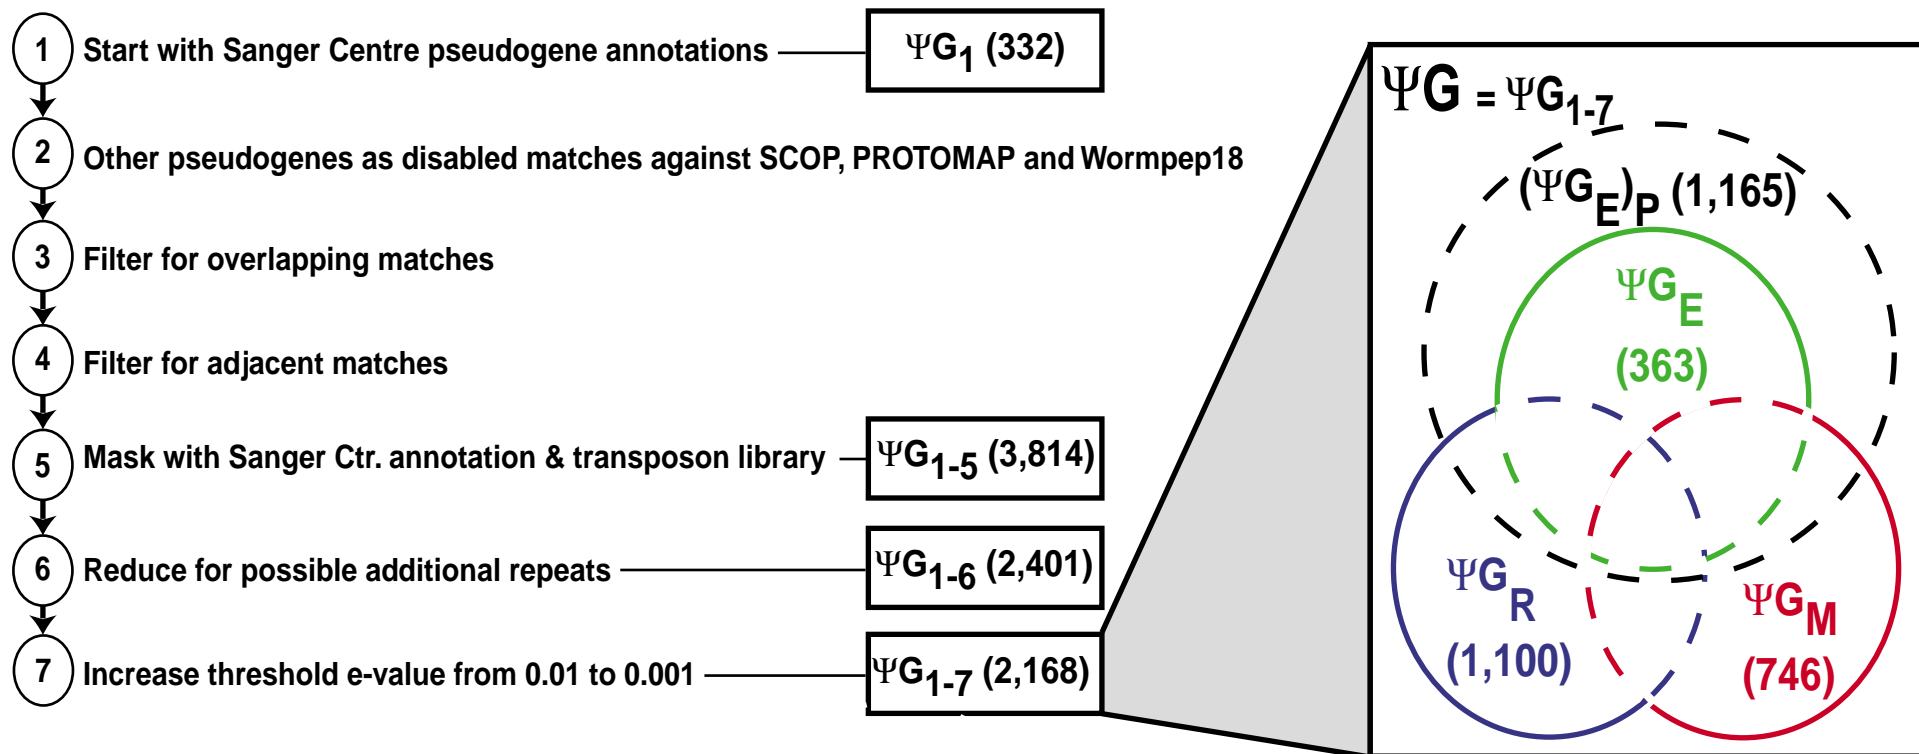 1 Start with Sanger Centre pseudogene annotations ΨG1 (332)
2 Other pseudogenes as disabled matches against SCOP, PROTOMAP and Wormpep18
3 Filter for overlapping matches
4 Filter for adjacent matches
5 Mask with Sanger Ctr. annotation & transposon library ΨG1-5 (3,814)
6 Reduce for possible additional repeats ΨG1-6 (2,401)
7 Increase threshold e-value from 0.01 to 0.001 ΨG1-7 (2,168)
ΨG = ΨG1-7
(ΨGE)P (1,165)
ΨGE
(363)
ΨGR
(1,100)
ΨGM
(746)